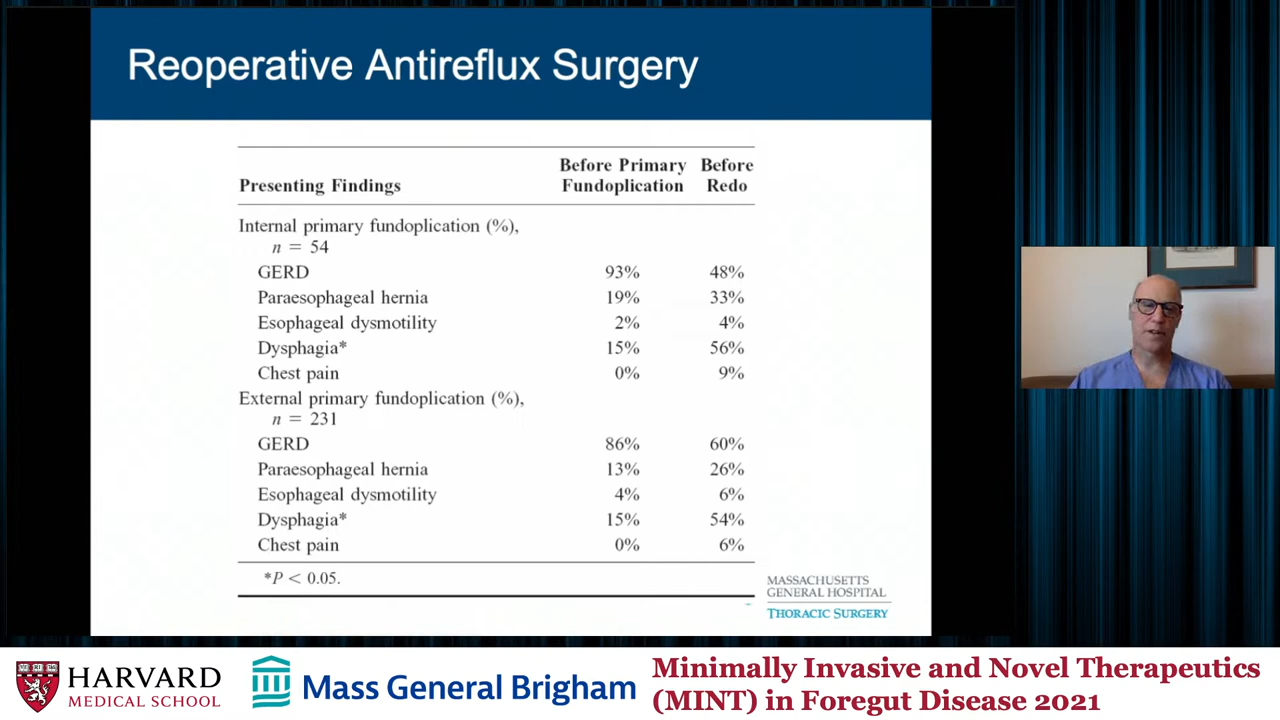 Reoperative Antireflux Surgery
Before Primary Before
Presenting Findings Fundoplication Redo
Internal primary fundoplication (%),
n = 54
GERD 93% 48%
Paraesophageal hernia 19% 33%
Esophageal dysmotility 2% 4%
Dysphagia* 15% 56%
Chest pain 0% 9%
External primary fundoplication (%),
n = 231
GERD 86% 60%
Paraesophageal hernia 13% 26%
Esophageal dysmotility 4% 6%
Dysphagia* 15% 54%
Chest pain 0% 6%
*P < 0.05.
MASSACHUSETTS
GENERAL HOSPITAL
THORACIC SURGERY
HARVARD
MEDICAL SCHOOL
Mass General Brigham
Minimally Invasive and Novel Therapeutics
(MINT) in Foregut Disease 2021